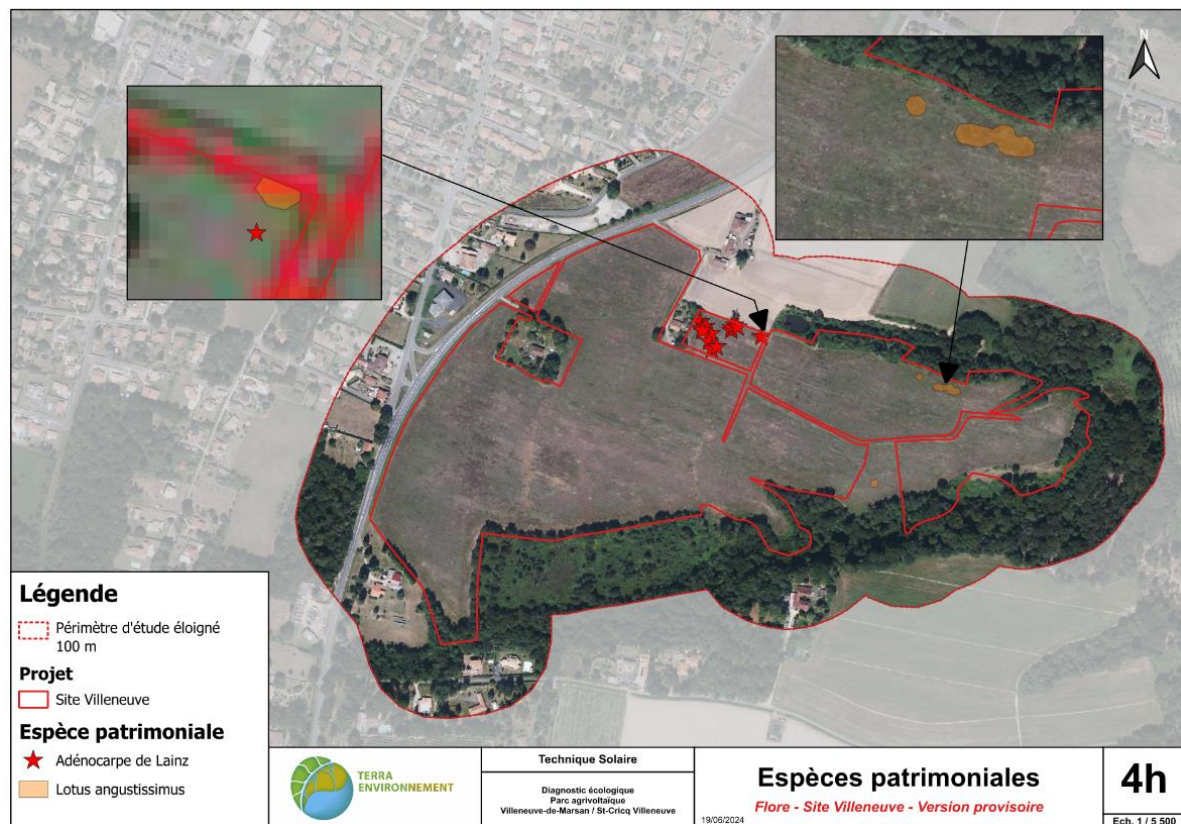 N
Légende
Périmètre d'étude éloigné
100 m
Projet
Site Villeneuve
Espèce patrimoniale
Adénocarpe de Lainz
Lotus angustissimus
TERRA
ENVIRONNEMENT
Technique Solaire
Diagnostic écologique
Parc agrivoltaïque
Villeneuve-de-Marsan / St-Cricq Villeneuve
19/06/2024
Espèces patrimoniales
Flore - Site Villeneuve - Version provisoire
4h
Ech. 1 / 5 500